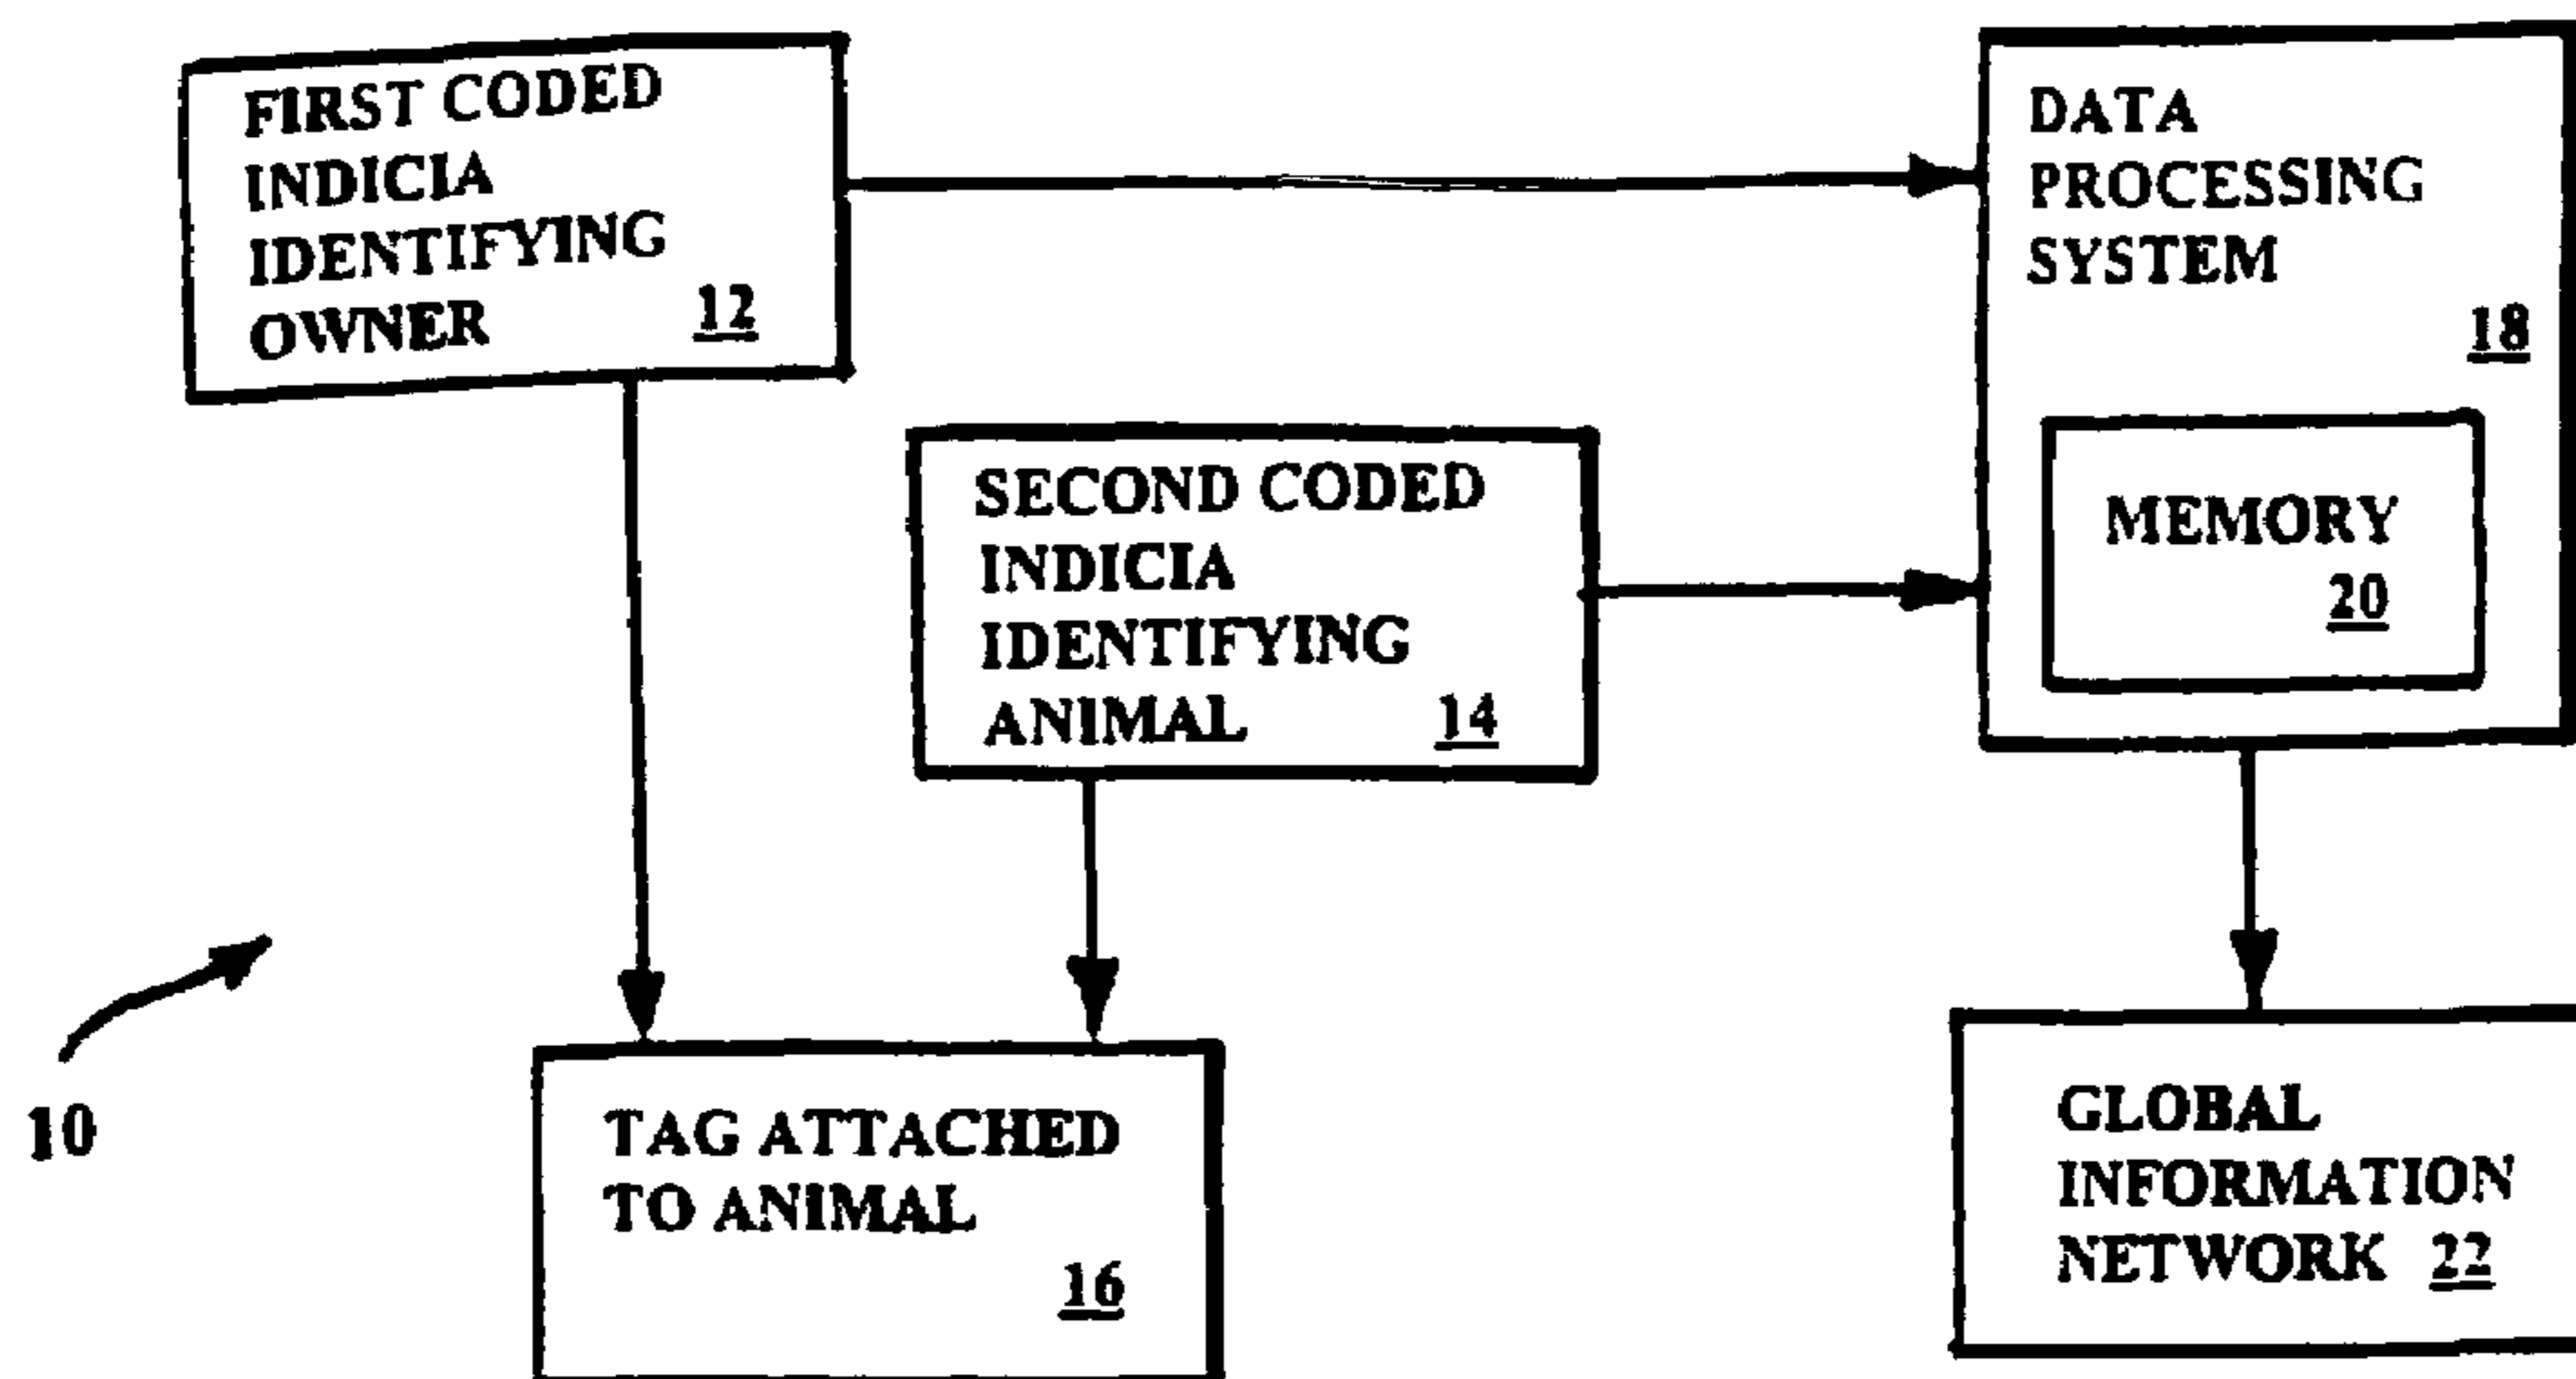 FIRST CODED
INDICIA
IDENTIFYING
OWNER 12
DATA
PROCESSING
SYSTEM
18
MEMORY
20
SECOND CODED
INDICIA
IDENTIFYING
ANIMAL 14
10
TAG ATTACHED
TO ANIMAL
16
GLOBAL
INFORMATION
NETWORK 22